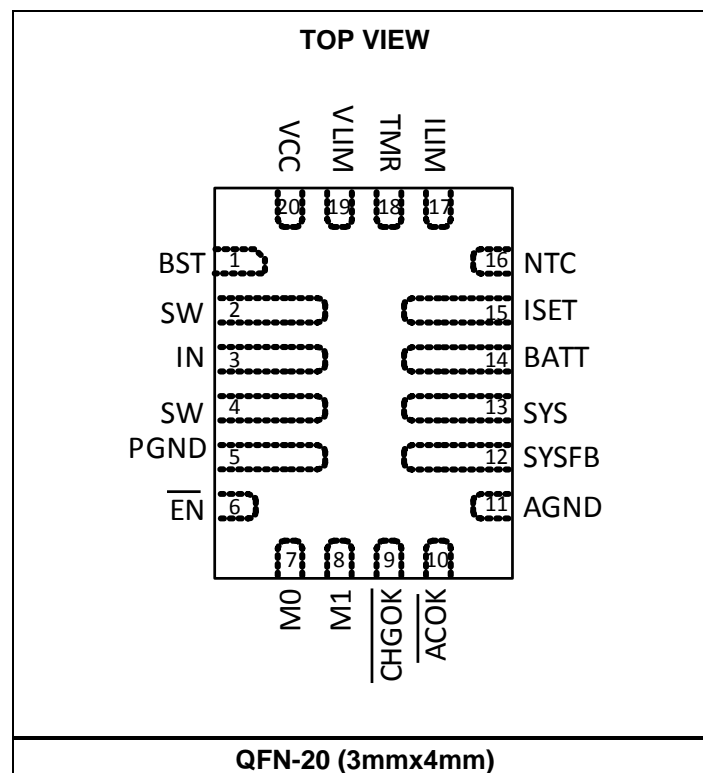 TOP VIEW
VCC
VLIM
TMR
ILIM
20
19
18
17
BST 1
16 NTC
SW 2
15 ISET
IN 3
14 BATT
SW 4
13 SYS
PGND 5
12 SYSFB
EN 6
11 AGND
7
8
9
10
M0
M1
CHGOK
ACOK
QFN-20 (3mmx4mm)